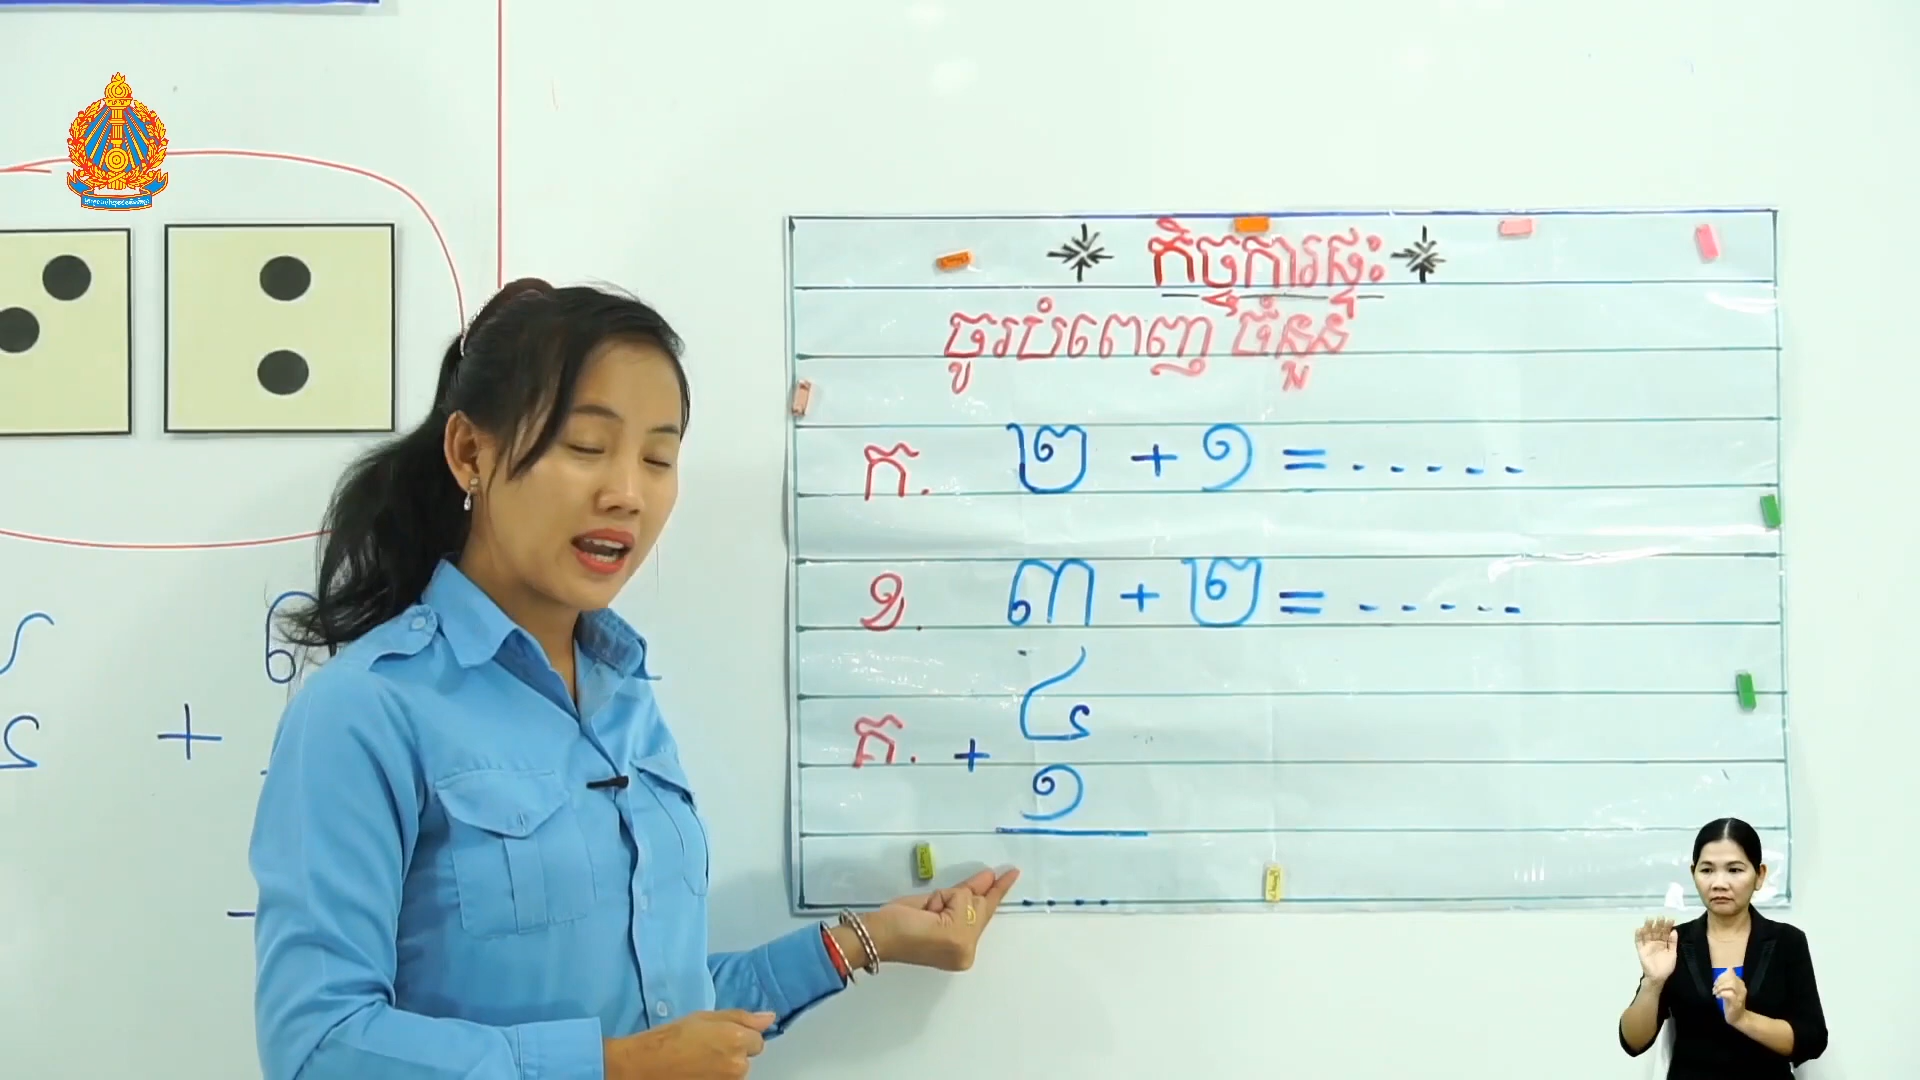 កិច្ចការផ្ទះ
ចូរបំពេញ ចំនួន
ក. ២ + ១ = .....
ខ. ៣ + ២ = .....
គ. + ៤
១
....
+